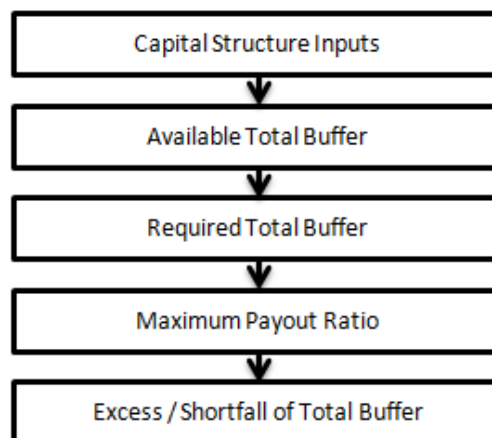 Capital Structure Inputs
Available Total Buffer
Required Total Buffer
Maximum Payout Ratio
Excess / Shortfall of Total Buffer